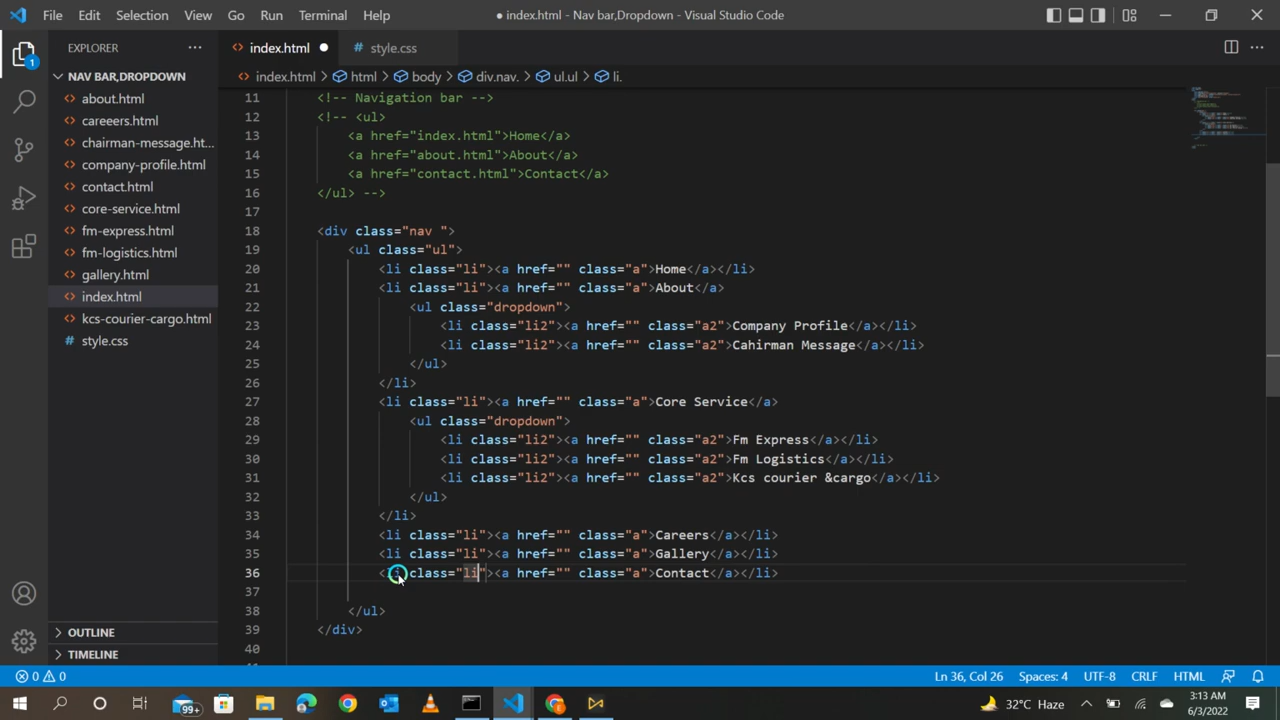 File Edit Selection View Go Run Terminal Help ● index.html - Nav bar,Dropdown - Visual Studio Code
EXPLORER ···
index.html ●
style.css
NAV BAR,DROPDOWN
index.html > html > body > div.nav. > ul.ul > li.
1
about.html
careeers.html
chairman-message.ht...
company-profile.html
contact.html
core-service.html
fm-express.html
fm-logistics.html
gallery.html
index.html
kcs-courier-cargo.html
style.css
OUTLINE
TIMELINE
11 <!-- Navigation bar -->
12 <!-- <ul>
13 <a href="index.html">Home</a>
14 <a href="about.html">About</a>
15 <a href="contact.html">Contact</a>
16 </ul> -->
17
18 <div class="nav ">
19 <ul class="ul">
20 <li class="li"><a href="" class="a">Home</a></li>
21 <li class="li"><a href="" class="a">About</a>
22 <ul class="dropdown">
23 <li class="li2"><a href="" class="a2">Company Profile</a></li>
24 <li class="li2"><a href="" class="a2">Cahirman Message</a></li>
25 </ul>
26 </li>
27 <li class="li"><a href="" class="a">Core Service</a>
28 <ul class="dropdown">
29 <li class="li2"><a href="" class="a2">Fm Express</a></li>
30 <li class="li2"><a href="" class="a2">Fm Logistics</a></li>
31 <li class="li2"><a href="" class="a2">Kcs courier &cargo</a></li>
32 </ul>
33 </li>
34 <li class="li"><a href="" class="a">Careers</a></li>
35 <li class="li"><a href="" class="a">Gallery</a></li>
36 <li class="li"><a href="" class="a">Contact</a></li>
37
38 </ul>
39 </div>
40
0 0 Ln 36, Col 26 Spaces: 4 UTF-8 CRLF HTML
99+ 32°C Haze 3:13 AM
6/3/2022